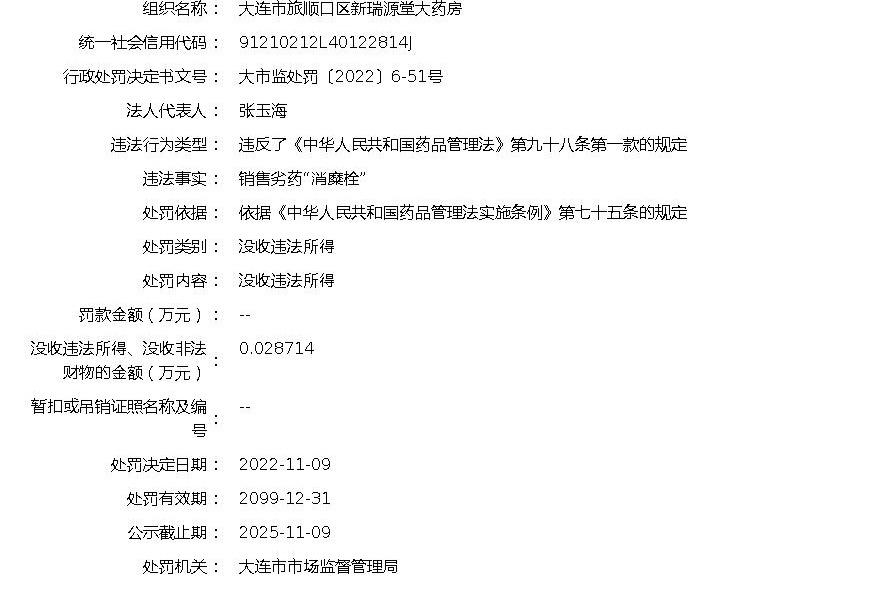 组织名称： 大连市旅顺口区新瑞源堂大药房
统一社会信用代码： 91210212L40122814J
行政处罚决定书文号： 大市监处罚〔2022〕6-51号
法人代表人： 张玉海
违法行为类型： 违反了《中华人民共和国药品管理法》第九十八条第一款的规定
违法事实： 销售劣药“消糜栓”
处罚依据： 依据《中华人民共和国药品管理法实施条例》第七十五条的规定
处罚类别： 没收违法所得
处罚内容： 没收违法所得
罚款金额（万元）： --
没收违法所得、没收非法
财物的金额（万元）： 0.028714
暂扣或吊销证照名称及编
号： --
处罚决定日期： 2022-11-09
处罚有效期： 2099-12-31
公示截止期： 2025-11-09
处罚机关： 大连市市场监督管理局